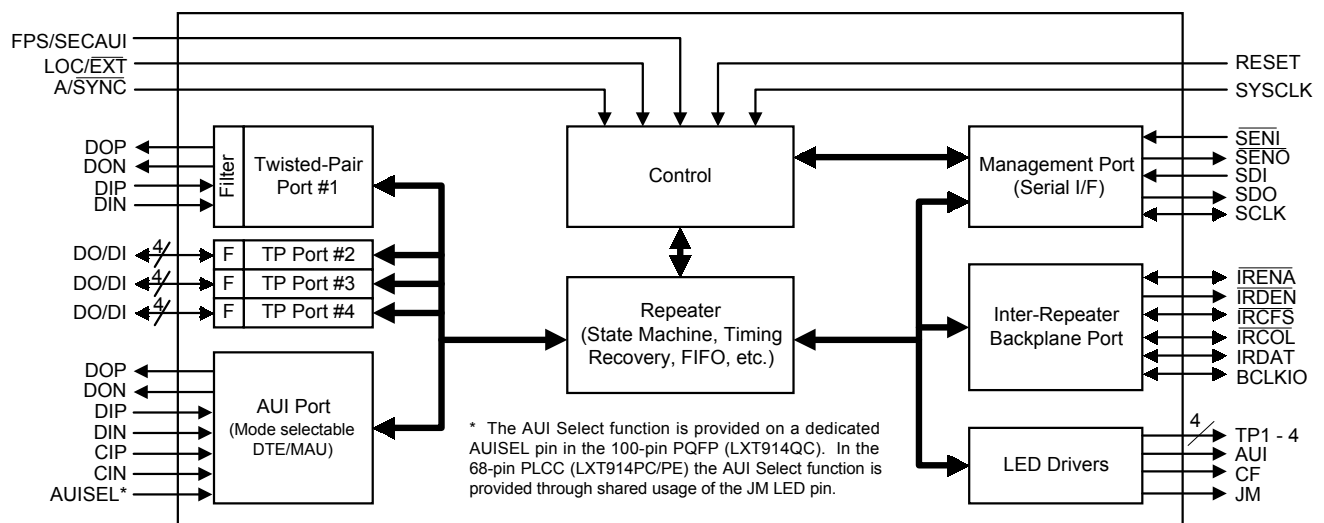 FPS/SECAUI
LOC/EXT
A/SYNC
RESET
SYSCLK
DOP
DON
DIP
DIN
Filter
Twisted-Pair
Port #1
Control
Management Port
(Serial I/F)
SENI
SENO
SDI
SDO
SCLK
DO/DI
4
F
TP Port #2
DO/DI
4
F
TP Port #3
DO/DI
4
F
TP Port #4
Repeater
(State Machine, Timing
Recovery, FIFO, etc.)
Inter-Repeater
Backplane Port
IRENA
IRDEN
IRCFS
IRCOL
IRDAT
BCLKIO
DOP
DON
DIP
DIN
CIP
CIN
AUISEL*
AUI Port
(Mode selectable
DTE/MAU)
* The AUI Select function is provided on a dedicated
AUISEL pin in the 100-pin PQFP (LXT914QC). In the
68-pin PLCC (LXT914PC/PE) the AUI Select function is
provided through shared usage of the JM LED pin.
LED Drivers
4
TP1 - 4
AUI
CF
JM